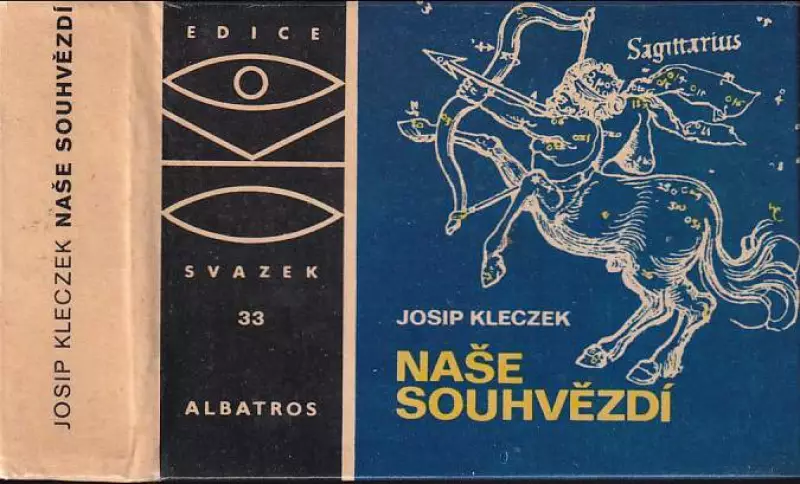 JOSIP KLECZEK NAŠE SOUHVĚZDÍ
EDICE
SVAZEK
33
ALBATROS
Sagittarius
JOSIP KLECZEK
NAŠE
SOUHVĚZDÍ